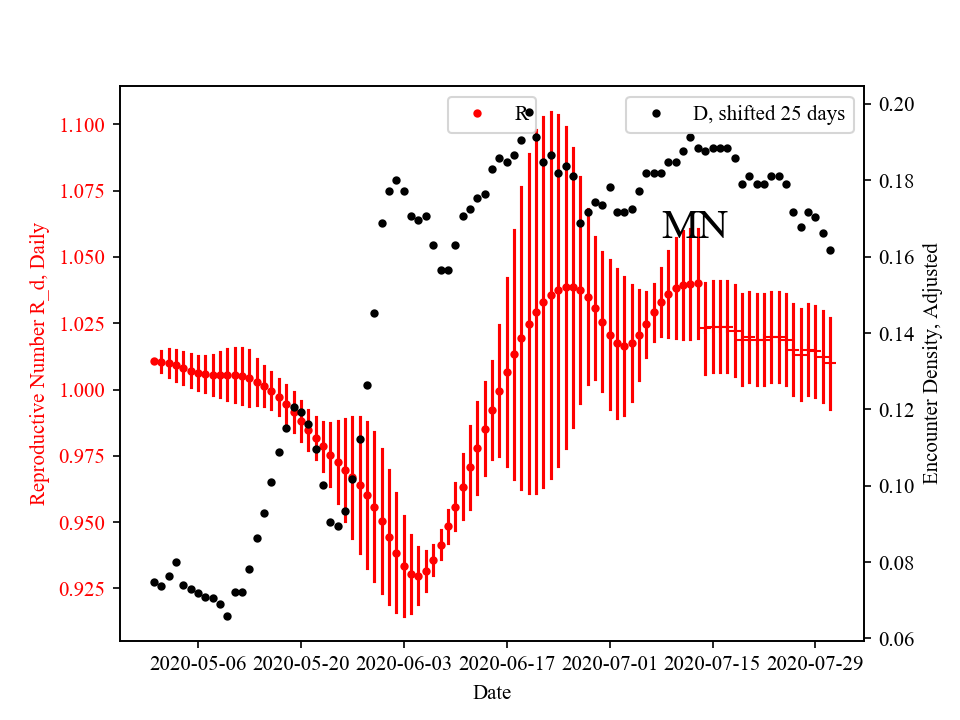 R
D, shifted 25 days
MN
Reproductive Number R_d, Daily
1.100
1.075
1.050
1.025
1.000
0.975
0.950
0.925
0.20
0.18
0.16
0.14
0.12
0.10
0.08
0.06
Encounter Density, Adjusted
2020-05-06 2020-05-20 2020-06-03 2020-06-17 2020-07-01 2020-07-15 2020-07-29
Date